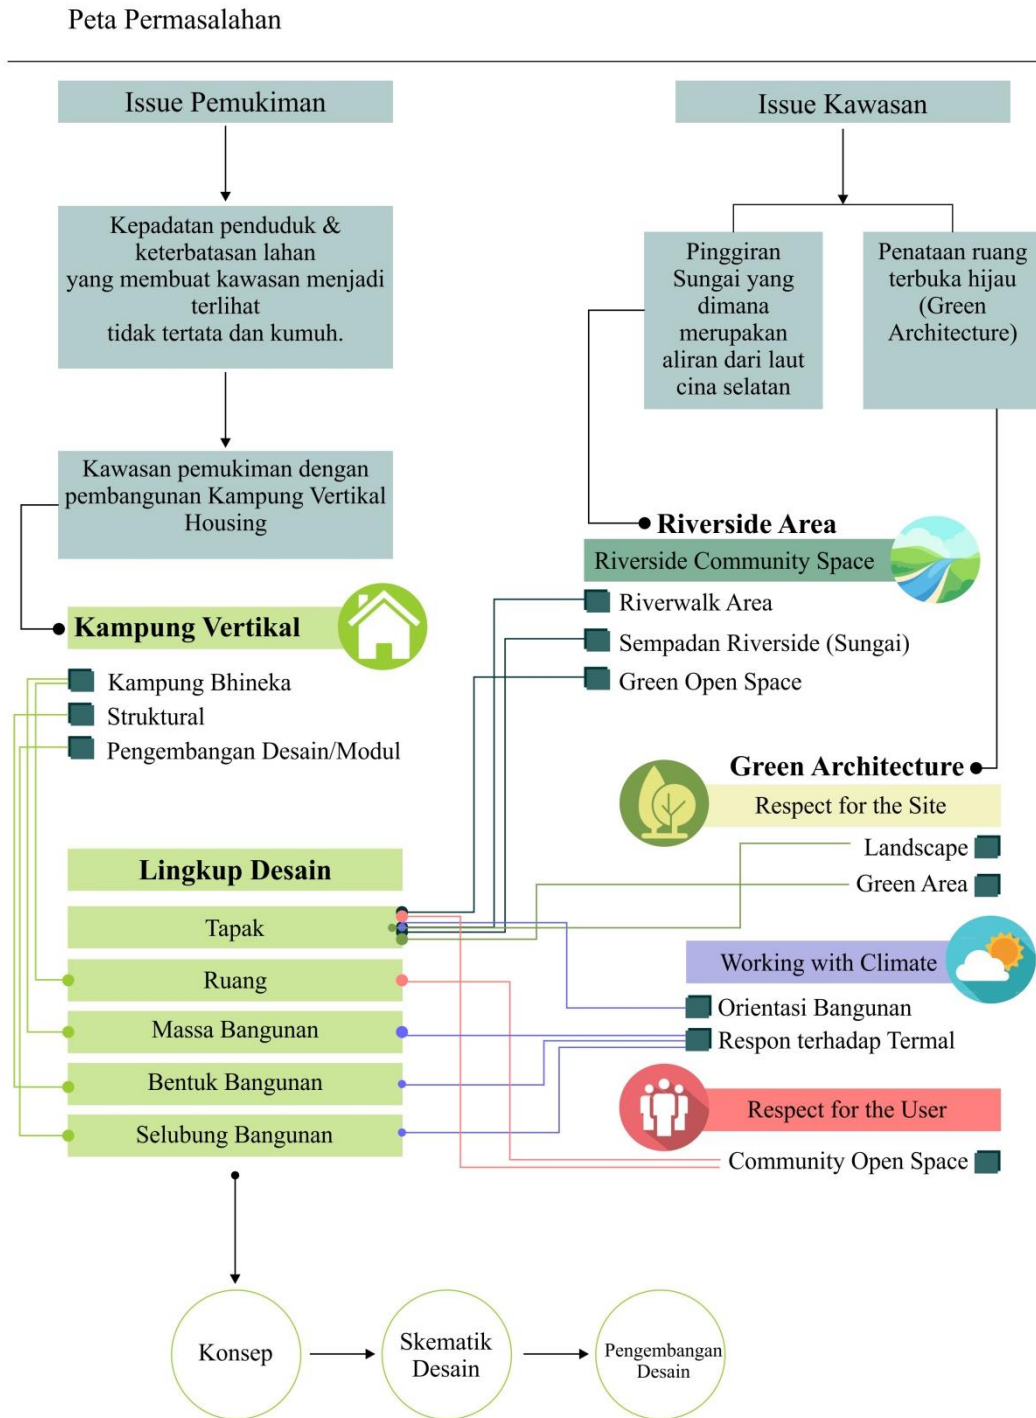 Peta Permasalahan
Issue Pemukiman
Kepadatan penduduk &
keterbatasan lahan
yang membuat kawasan menjadi
terlihat
tidak tertata dan kumuh.
Kawasan pemukiman dengan
pembangunan Kampung Vertikal
Housing
Kampung Vertikal
Kampung Bhineka
Struktural
Pengembangan Desain/Modul
Issue Kawasan
Pinggiran
Sungai yang
dimana
merupakan
aliran dari laut
cina selatan
Penataan ruang
terbuka hijau
(Green
Architecture)
Riverside Area
Riverside Community Space
Riverwalk Area
Sempadan Riverside (Sungai)
Green Open Space
Green Architecture
Respect for the Site
Landscape
Green Area
Working with Climate
Orientasi Bangunan
Respon terhadap Termal
Respect for the User
Community Open Space
Lingkup Desain
Tapak
Ruang
Massa Bangunan
Bentuk Bangunan
Selubung Bangunan
Konsep
Skematik
Desain
Pengembangan
Desain